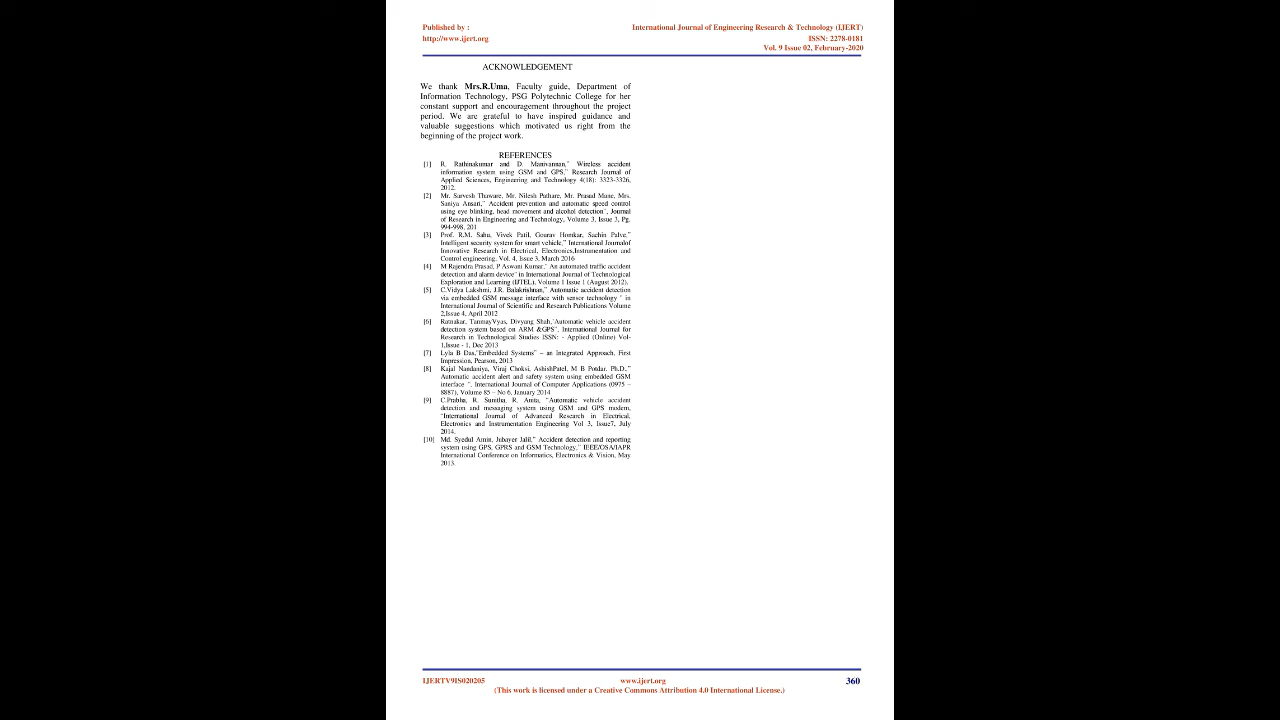 Published by :
http://www.ijert.org
International Journal of Engineering Research & Technology (IJERT)
ISSN: 2278-0181
Vol. 9 Issue 02, February-2020
ACKNOWLEDGEMENT
We thank Mrs.R.Uma, Faculty guide, Department of
Information Technology, PSG Polytechnic College for her
constant support and encouragement throughout the project
period. We are grateful to have inspired guidance and
valuable suggestions which motivated us right from the
beginning of the project work.
REFERENCES
[1] R. Rathinakumar and D. Manivannan," Wireless accident
information system using GSM and GPS," Research Journal of
Applied Sciences, Engineering and Technology 4(18): 3323-3326,
2012.
[2] Mr. Sarvesh Thaware, Mr. Nilesh Pathare, Mr. Prasad Mane, Mrs.
Saniya Ansari," Accident prevention and automatic speed control
using eye blinking, head movement and alcohol detection", Journal
of Research in Engineering and Technology, Volume 3, Issue 3, Pg.
994-998, 201
[3] Prof. R.M. Sahu, Vivek Patil, Gourav Homkar, Sachin Palve,"
Intelligent security system for smart vehicle," International Journalof
Innovative Research in Electrical, Electronics,Instrumentation and
Control engineering, Vol. 4, Issue 3, March 2016
[4] M Rajendra Prasad, P Aswani Kumar," An automated traffic accident
detection and alarm device" in International Journal of Technological
Exploration and Learning (IJTEL), Volume 1 Issue 1 (August 2012).
[5] C.Vidya Lakshmi, J.R. Balakrishnan," Automatic accident detection
via embedded GSM message interface with sensor technology " in
International Journal of Scientific and Research Publications Volume
2,Issue 4, April 2012
[6] Ratnakar, TanmayVyas, Divyang Shah,"Automatic vehicle accident
detection system based on ARM &GPS", International Journal for
Research in Technological Studies ISSN: - Applied (Online) Vol-
1,Issue - 1, Dec 2013
[7] Lyla B Das,"Embedded Systems" – an Integrated Approach, First
Impression, Pearson, 2013
[8] Kajal Nandaniya, Viraj Choksi, AshishPatel, M B Potdar. Ph.D.."
Automatic accident alert and safety system using embedded GSM
interface ", International Journal of Computer Applications (0975 –
8887), Volume 85 – No 6, January 2014
[9] C.Prabha, R. Sunitha, R. Anita, "Automatic vehicle accident
detection and messaging system using GSM and GPS modem,
"International Journal of Advanced Research in Electrical,
Electronics and Instrumentation Engineering Vol 3, Issue7, July
2014.
[10] Md. Syedul Amin, Jubayer Jalil," Accident detection and reporting
system using GPS, GPRS and GSM Technology," IEEE/OSA/IAPR
International Conference on Informatics, Electronics & Vision, May
2013.
IJERTV9IS020205
www.ijert.org
360
(This work is licensed under a Creative Commons Attribution 4.0 International License.)